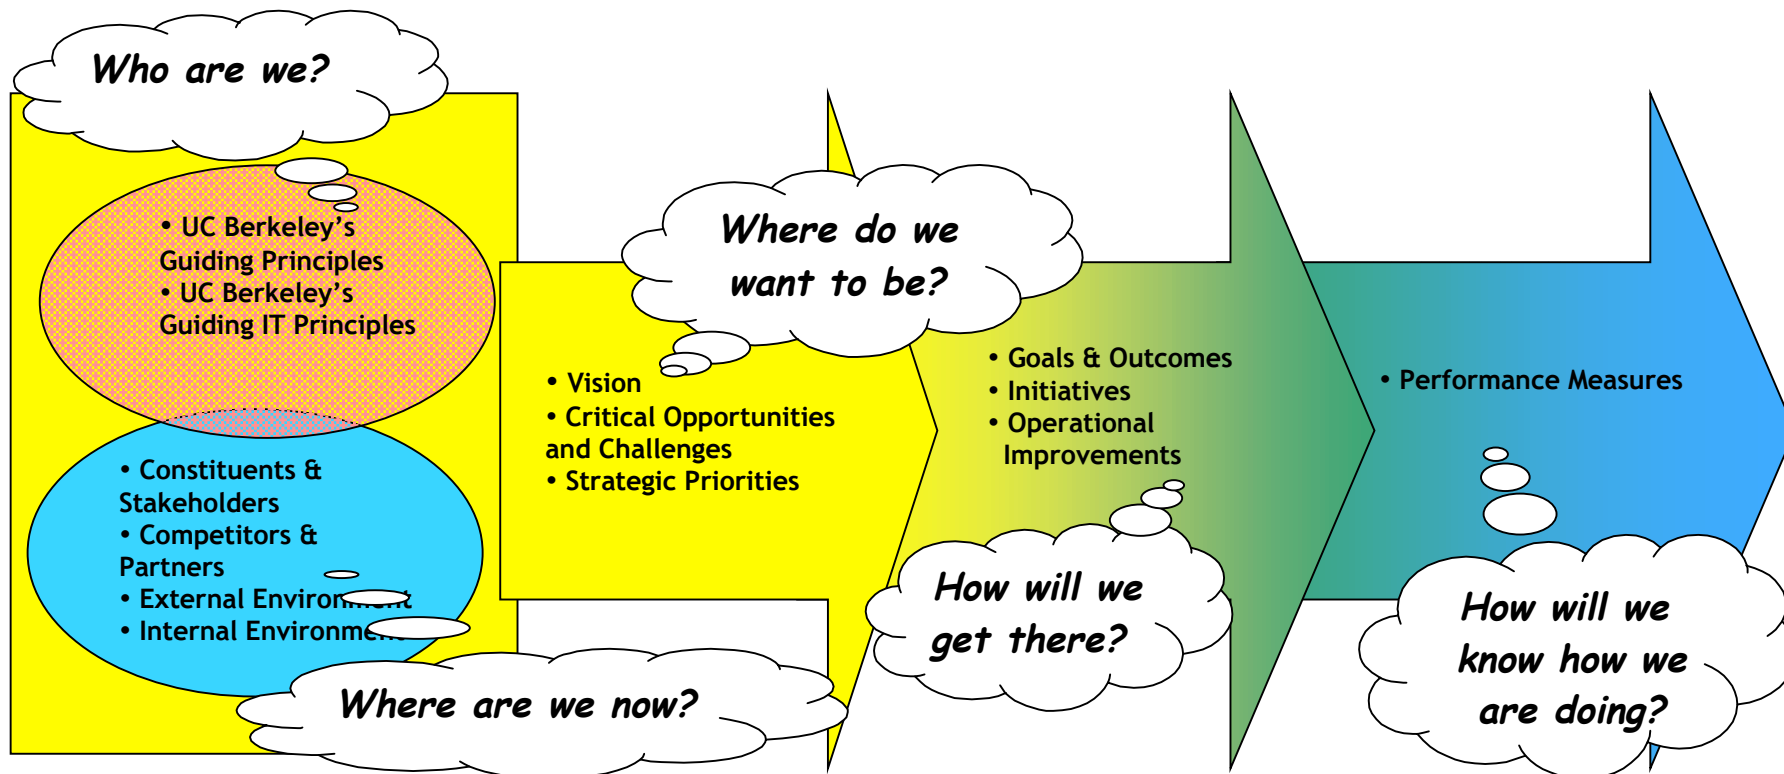 Who are we?
• UC Berkeley’s
Guiding Principles
• UC Berkeley’s
Guiding IT Principles
• Constituents &
Stakeholders
• Competitors &
Partners
• External Environment
• Internal Environment
Where are we now?
Where do we
want to be?
• Vision
• Critical Opportunities
and Challenges
• Strategic Priorities
• Goals & Outcomes
• Initiatives
• Operational
Improvements
How will we
get there?
• Performance Measures
How will we
know how we
are doing?